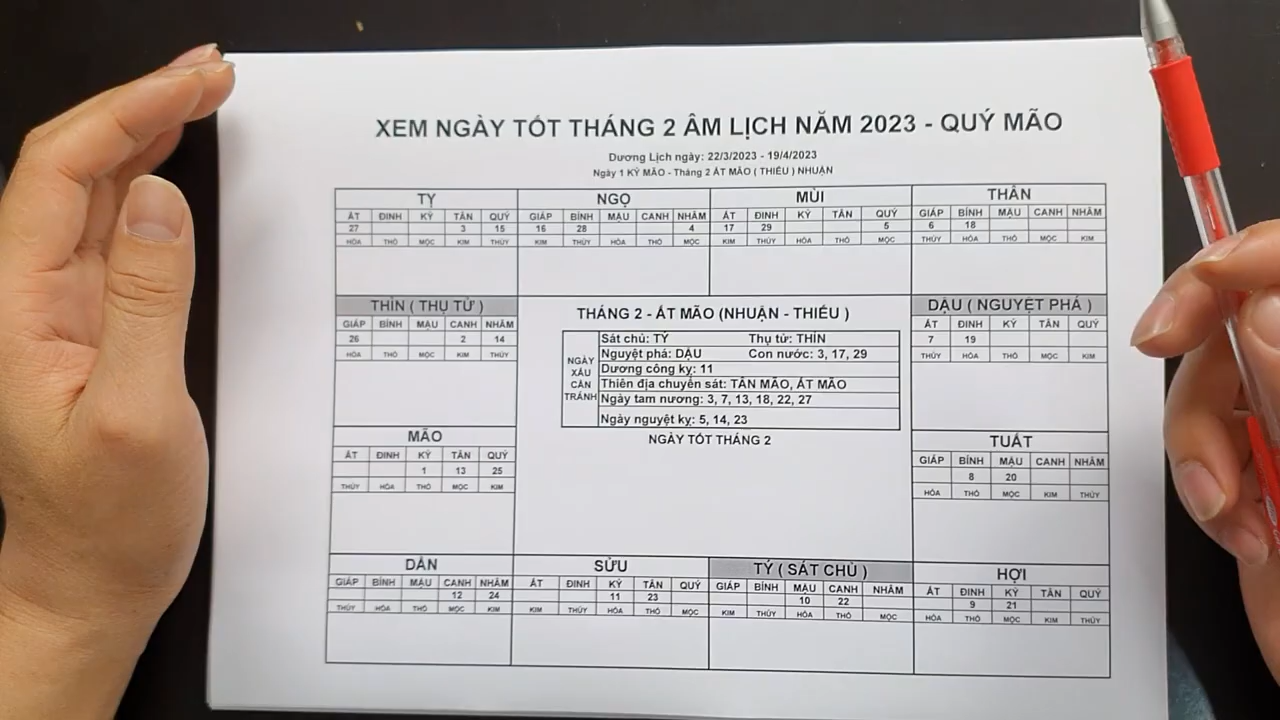 XEM NGÀY TỐT THÁNG 2 ÂM LỊCH NĂM 2023 - QUÝ MÃO
Dương Lịch ngày: 22/3/2023 - 19/4/2023
Ngày 1 KỶ MÃO - Tháng 2 ẤT MÃO ( THIẾU ) NHUẬN
TỴ
ẤT ĐINH KỶ TÂN QUÝ
27 3 15
HỎA THỔ MỘC KIM THỦY
NGỌ
GIÁP BÍNH MẬU CANH NHÂM
16 28 4
KIM THỦY HỎA THỔ MỘC
MÙI
ẤT ĐINH KỶ TÂN QUÝ
17 29 5
KIM THỦY HỎA THỔ MỘC
THÂN
GIÁP BÍNH MẬU CANH NHÂM
6 18
THỦY HỎA THỔ MỘC KIM
THÌN ( THỤ TỬ )
GIÁP BÍNH MẬU CANH NHÂM
26 2 14
HỎA THỔ MỘC KIM THỦY
THÁNG 2 - ẤT MÃO (NHUẬN - THIẾU )
NGÀY XẤU CẦN TRÁNH
Sát chủ: TÝ Thụ tử: THÌN
Nguyệt phá: DẬU Con nước: 3, 17, 29
Dương công kỵ: 11
Thiên địa chuyển sát: TÂN MÃO, ẤT MÃO
Ngày tam nương: 3, 7, 13, 18, 22, 27
Ngày nguyệt kỵ: 5, 14, 23
NGÀY TỐT THÁNG 2
DẬU ( NGUYỆT PHÁ )
ẤT ĐINH KỶ TÂN QUÝ
7 19
THỦY HỎA THỔ MỘC KIM
MÃO
ẤT ĐINH KỶ TÂN QUÝ
1 13 25
THỦY HỎA THỔ MỘC KIM
TUẤT
GIÁP BÍNH MẬU CANH NHÂM
8 20
HỎA THỔ MỘC KIM THỦY
DẦN
GIÁP BÍNH MẬU CANH NHÂM
12 24
THỦY HỎA THỔ MỘC KIM
SỬU
ẤT ĐINH KỶ TÂN QUÝ
11 23
KIM THỦY HỎA THỔ MỘC
TÝ ( SÁT CHỦ )
GIÁP BÍNH MẬU CANH NHÂM
10 22
KIM THỦY HỎA THỔ MỘC
HỢI
ẤT ĐINH KỶ TÂN QUÝ
9 21
HỎA THỔ MỘC KIM THỦY